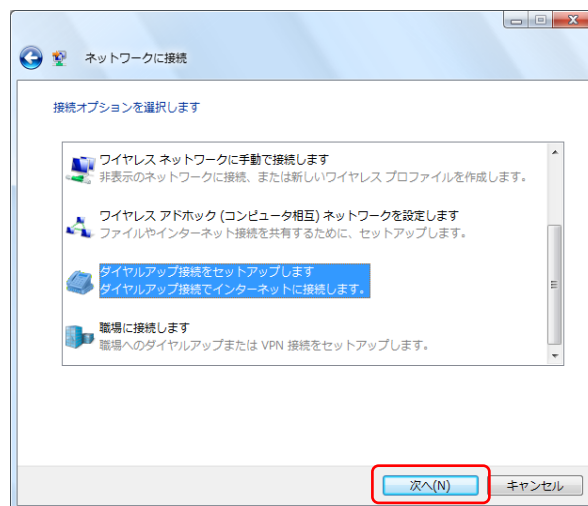 ネットワークに接続
接続オプションを選択します
ワイヤレス ネットワークに手動で接続します
非表示のネットワークに接続、または新しいワイヤレス プロファイルを作成します。
ワイヤレス アドホック (コンピュータ相互) ネットワークを設定します
ファイルやインターネット接続を共有するために、セットアップします。
ダイヤルアップ接続をセットアップします
ダイヤルアップ接続でインターネットに接続します。
職場に接続します
職場へのダイヤルアップまたは VPN 接続をセットアップします。
次へ(N)
キャンセル